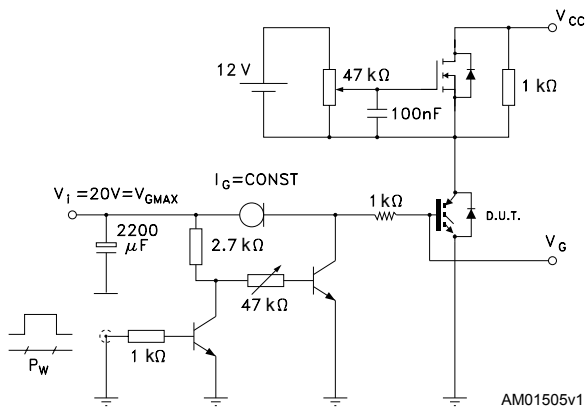 V_CC
12 V
47 kΩ
1 kΩ
100nF
I_G=CONST
V_i =20V=V_GMAX
1 kΩ
2200
μF
2.7 kΩ
D.U.T.
V_G
47 kΩ
1 kΩ
P_W
AM01505v1